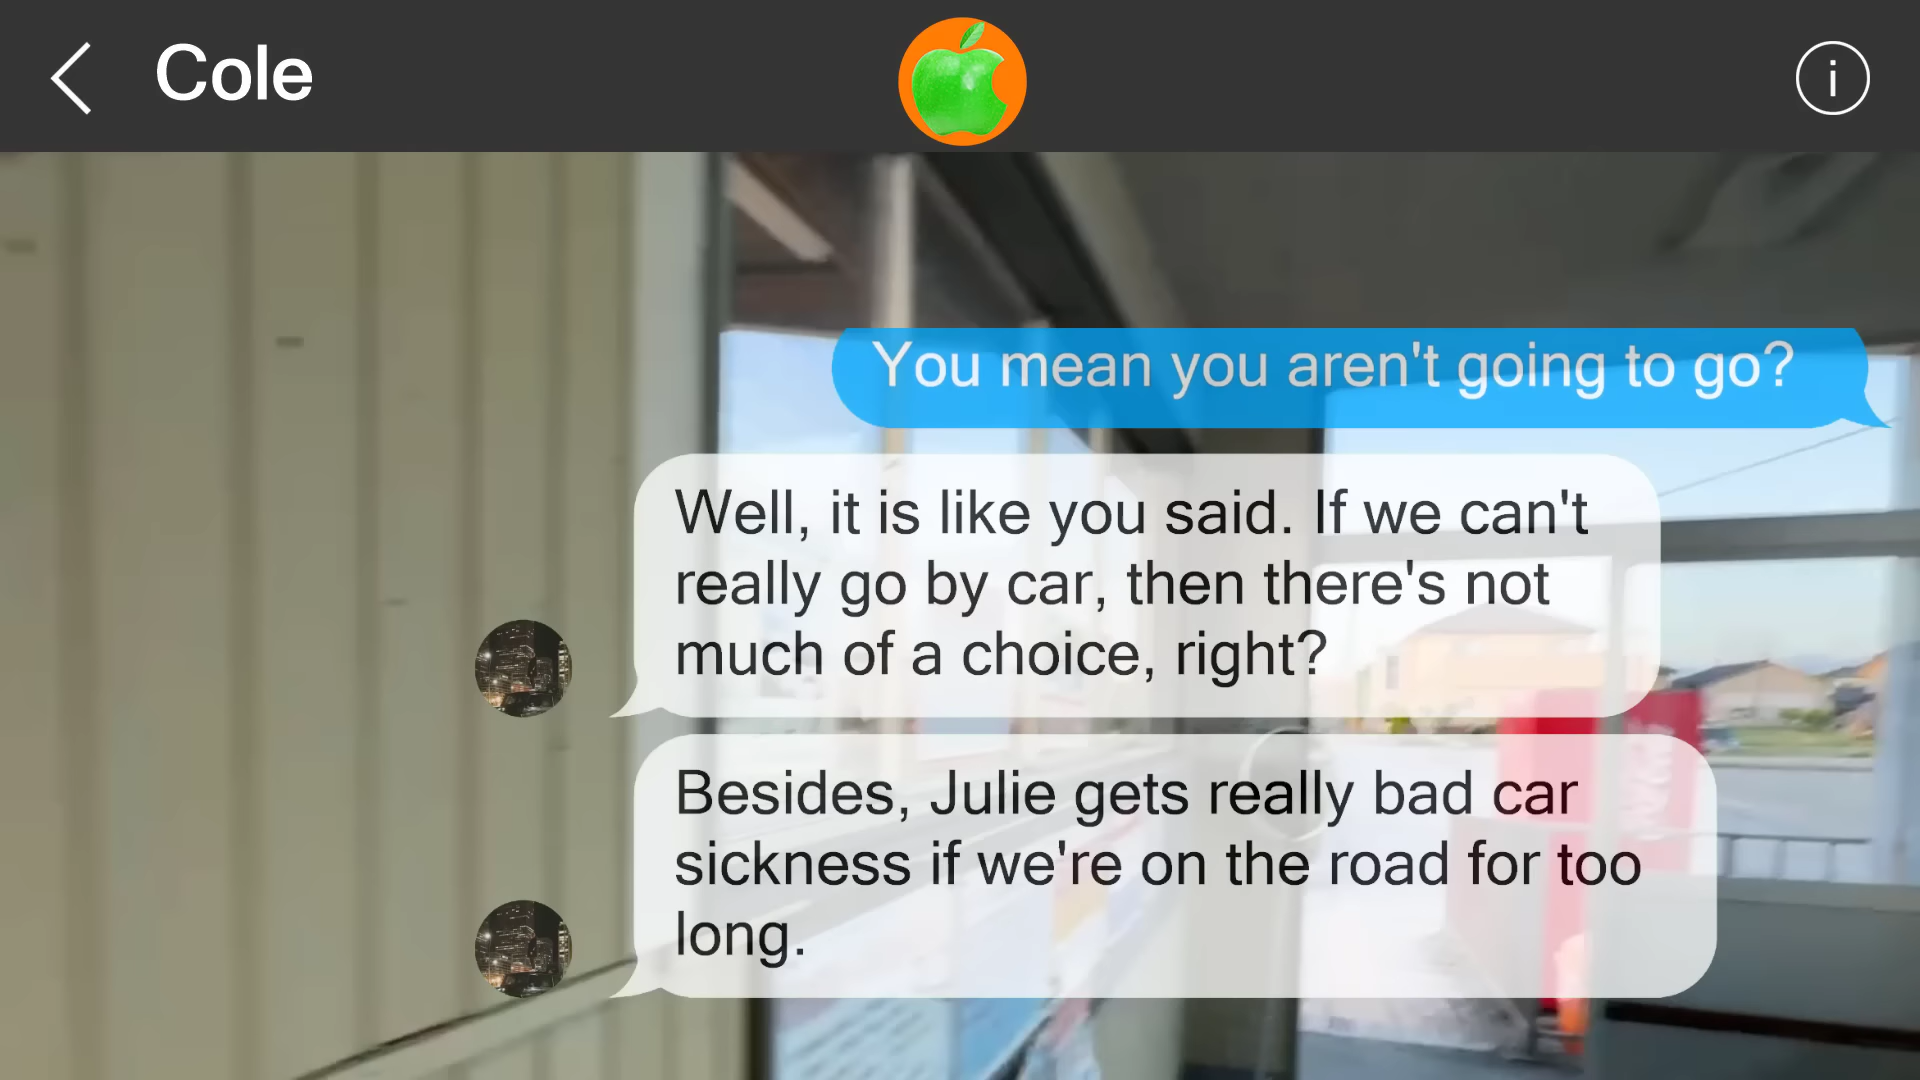 Cole
You mean you aren't going to go?
Well, it is like you said. If we can't
really go by car, then there's not
much of a choice, right?
Besides, Julie gets really bad car
sickness if we're on the road for too
long.